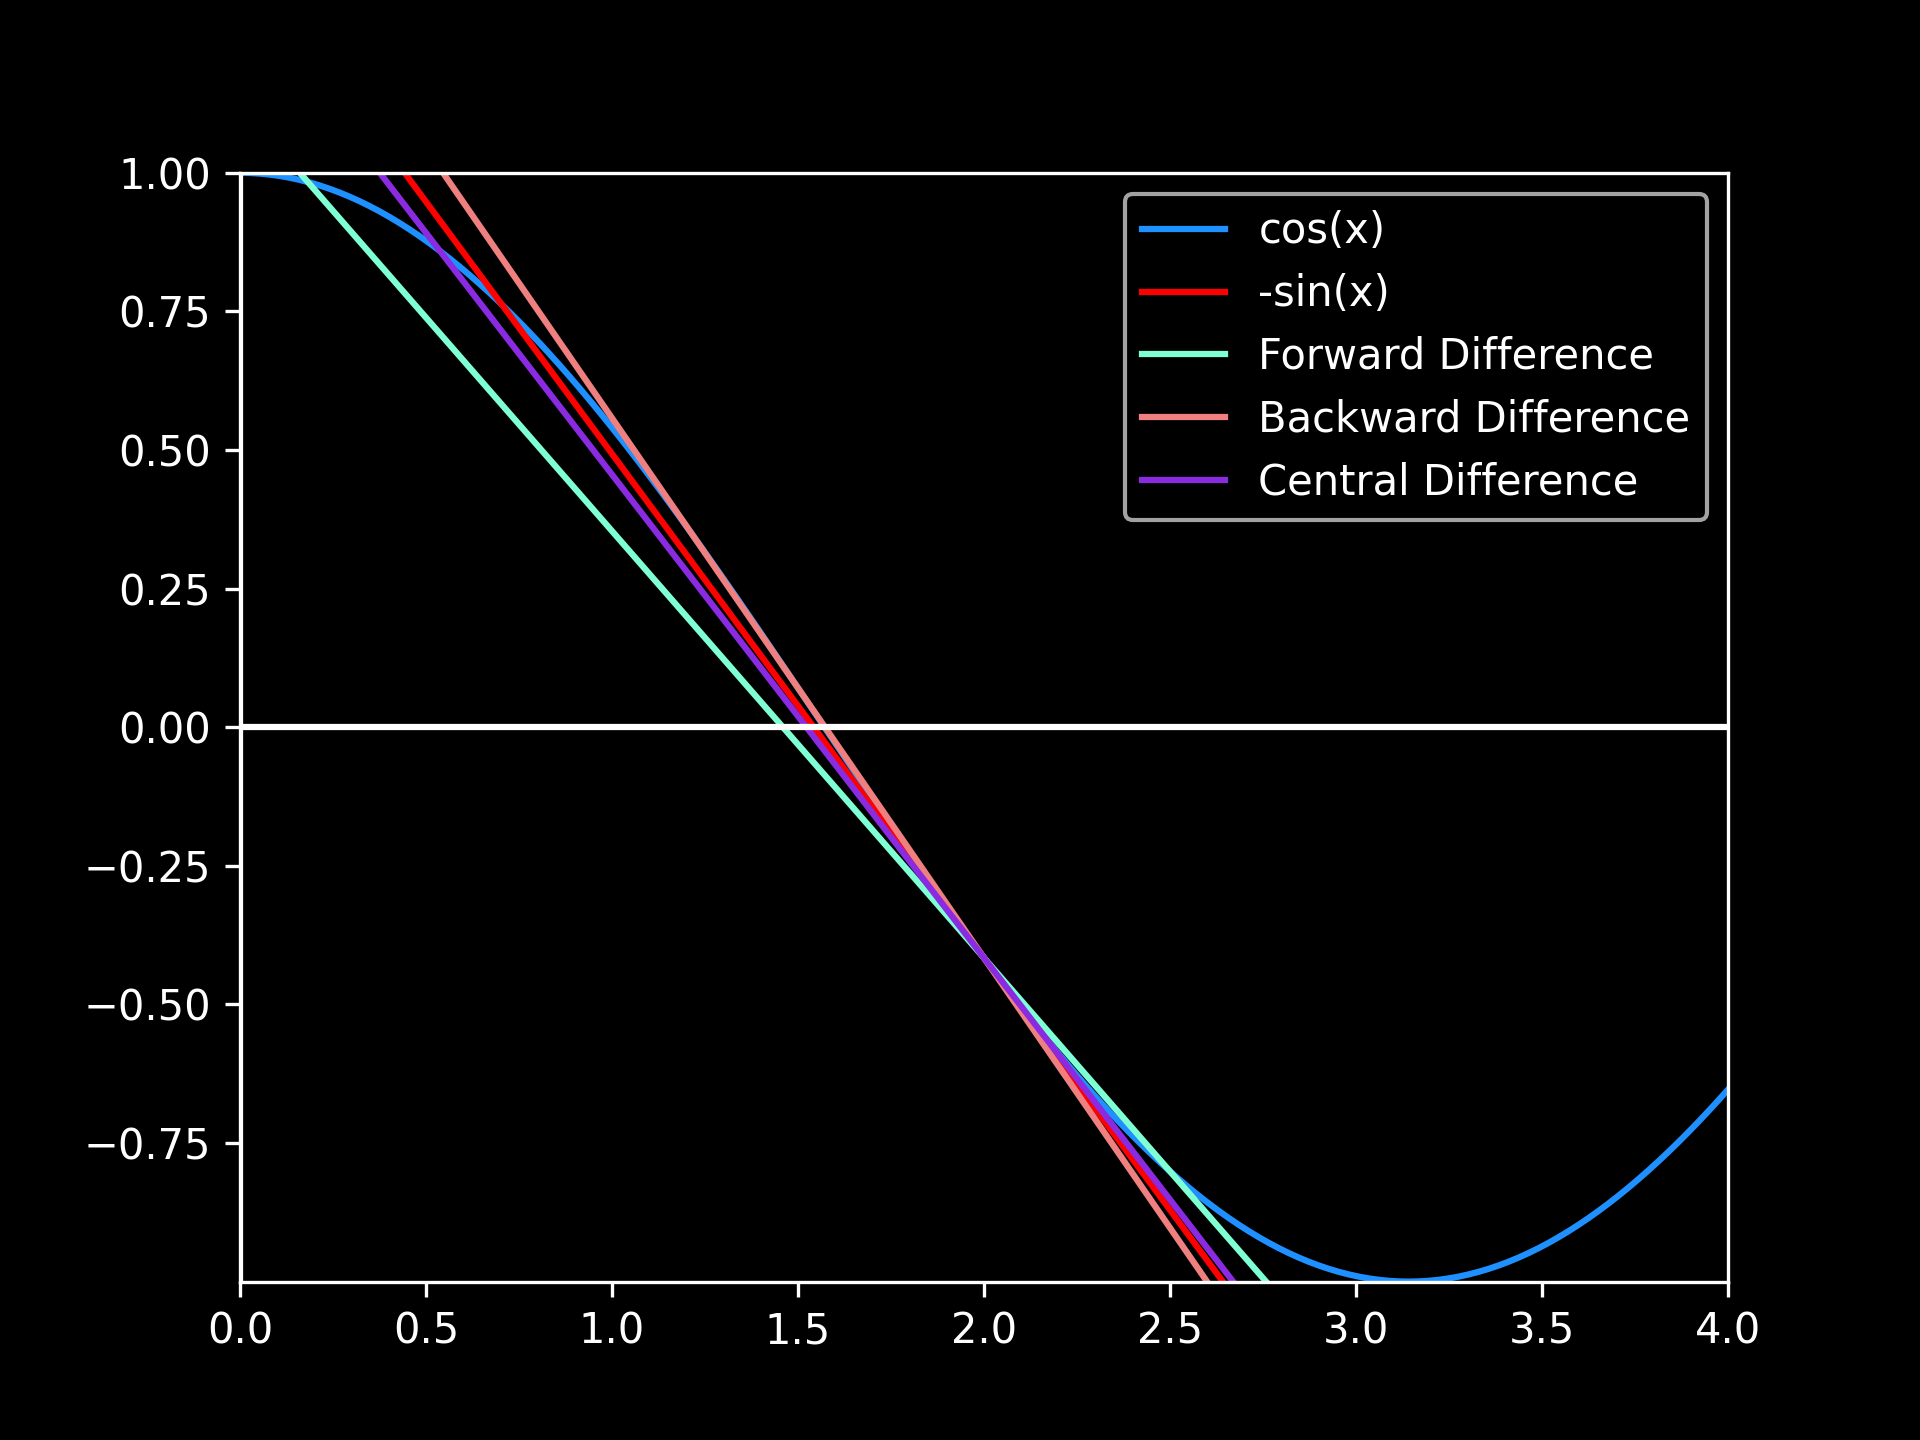 1.00
0.75
0.50
0.25
0.00
−0.25
−0.50
−0.75
0.0 0.5 1.0 1.5 2.0 2.5 3.0 3.5 4.0
cos(x)
-sin(x)
Forward Difference
Backward Difference
Central Difference